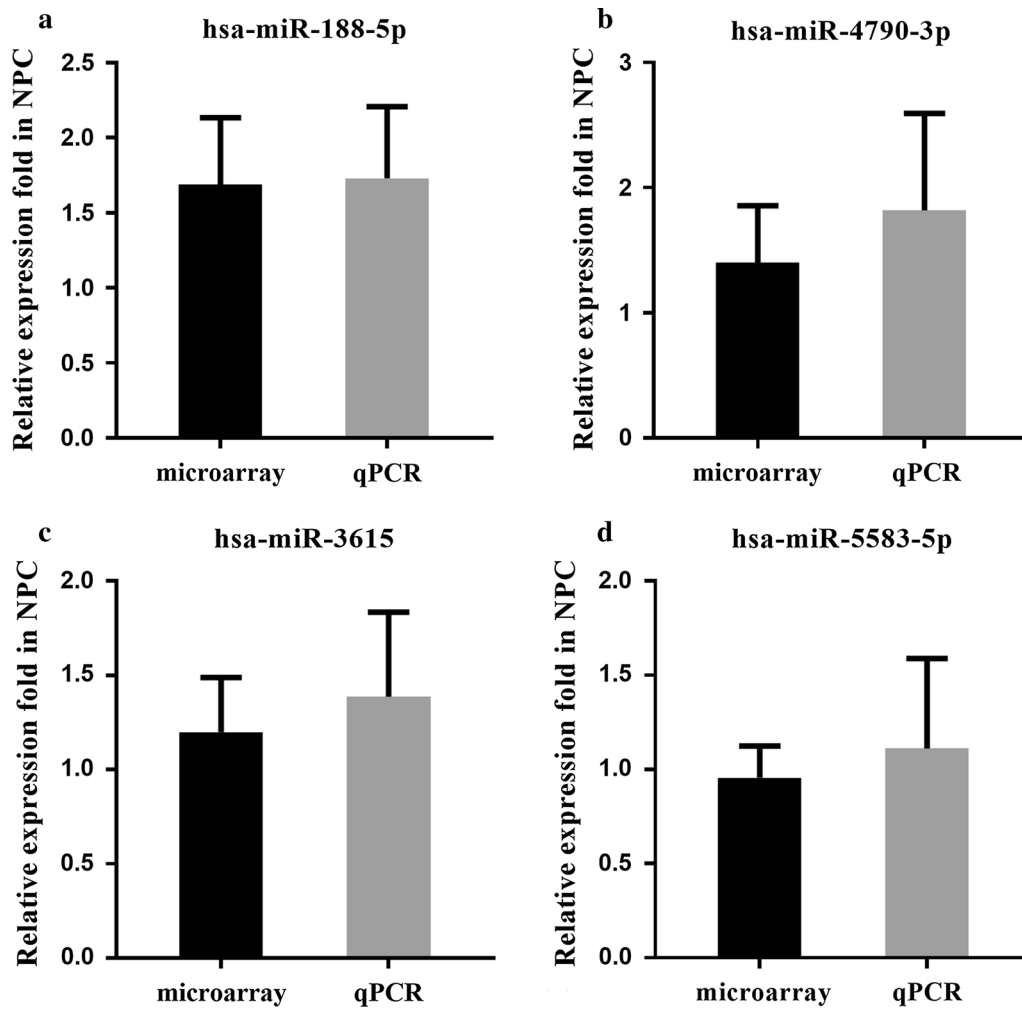 a
hsa-miR-188-5p
Relative expression fold in NPC
2.5
2.0
1.5
1.0
0.5
0.0
microarray qPCR
b
hsa-miR-4790-3p
Relative expression fold in NPC
3
2
1
0
microarray qPCR
c
hsa-miR-3615
Relative expression fold in NPC
2.0
1.5
1.0
0.5
0.0
microarray qPCR
d
hsa-miR-5583-5p
Relative expression fold in NPC
2.0
1.5
1.0
0.5
0.0
microarray qPCR